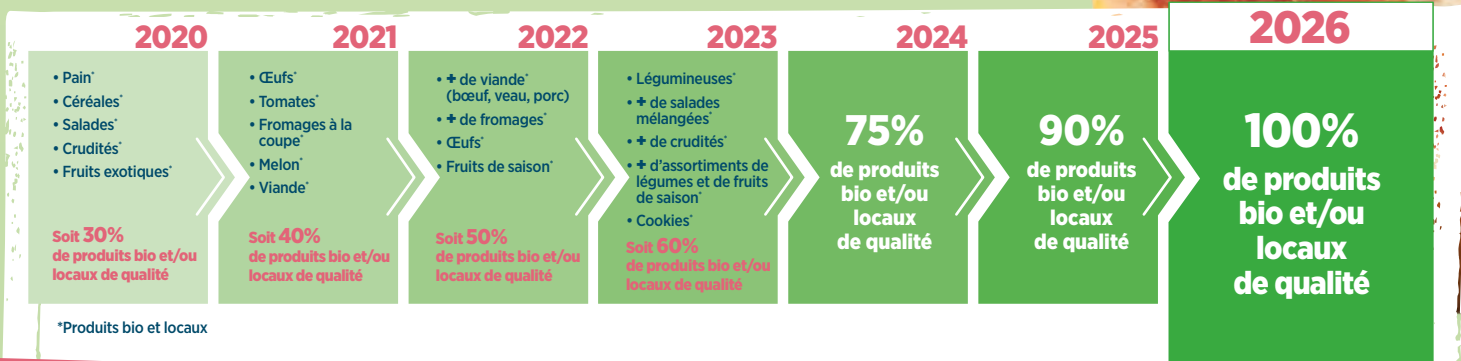 2020
• Pain*
• Céréales*
• Salades*
• Crudités*
• Fruits exotiques*
Soit 30%
de produits bio et/ou
locaux de qualité
2021
• Œufs*
• Tomates*
• Fromages à la
coupe*
• Melon*
• Viande*
Soit 40%
de produits bio et/ou
locaux de qualité
2022
• + de viande*
(bœuf, veau, porc)
• + de fromages*
• Œufs*
• Fruits de saison*
Soit 50%
de produits bio et/ou
locaux de qualité
2023
• Légumineuses*
• + de salades
mélangées*
• + de crudités*
• + d'assortiments de
légumes et de fruits
de saison*
• Cookies*
Soit 60%
de produits bio et/ou
locaux de qualité
2024
75%
de produits
bio et/ou
locaux
de qualité
2025
90%
de produits
bio et/ou
locaux
de qualité
2026
100%
de produits
bio et/ou
locaux
de qualité
*Produits bio et locaux